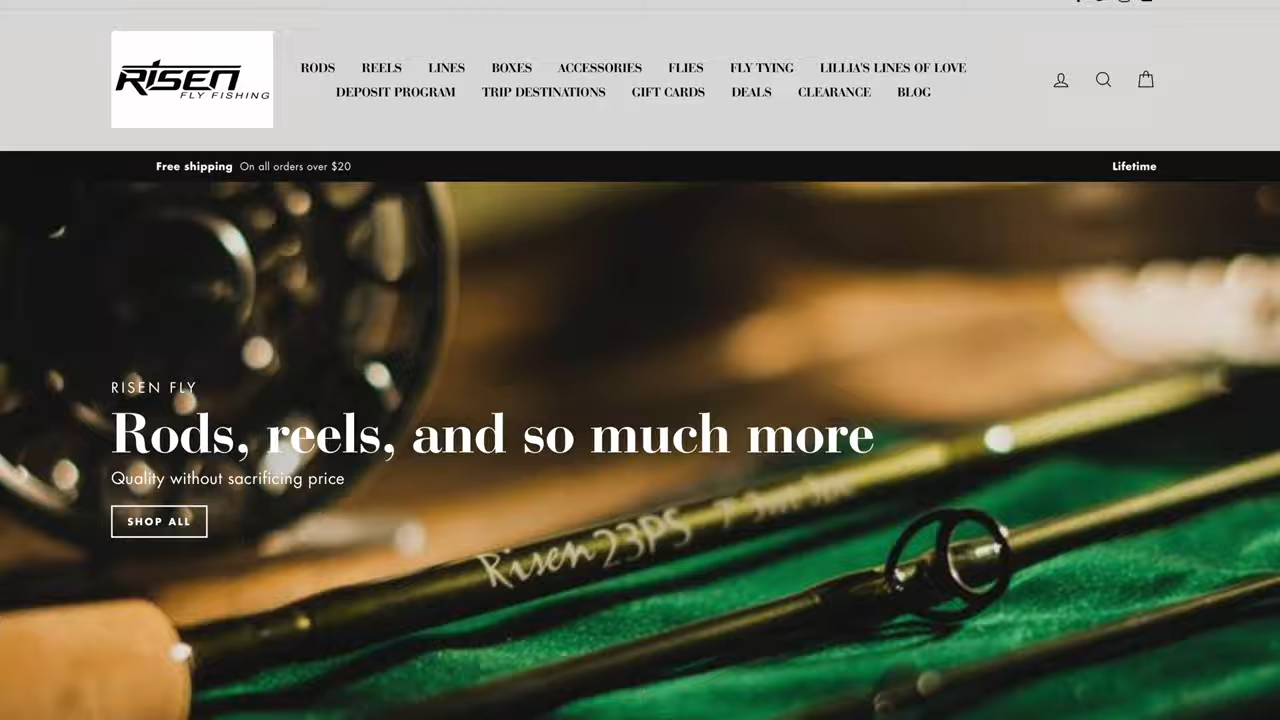 RISEN
FLY FISHING
RODS REELS LINES BOXES ACCESSORIES FLIES FLY TYING LILLIA'S LINES OF LOVE
DEPOSIT PROGRAM TRIP DESTINATIONS GIFT CARDS DEALS CLEARANCE BLOG
Free shipping On all orders over $20
Lifetime
RISEN FLY
Rods, reels, and so much more
Quality without sacrificing price
SHOP ALL
Risen 23PS